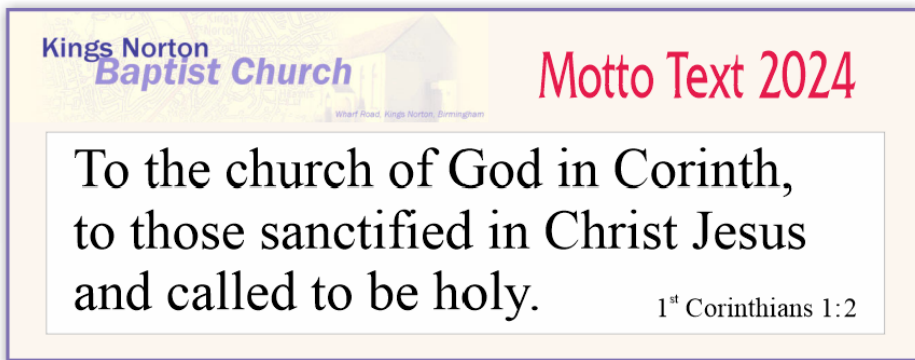 Kings Norton
Baptist Church
Wharf Road, Kings Norton, Birmingham
Motto Text 2024
To the church of God in Corinth,
to those sanctified in Christ Jesus
and called to be holy.
1st Corinthians 1:2